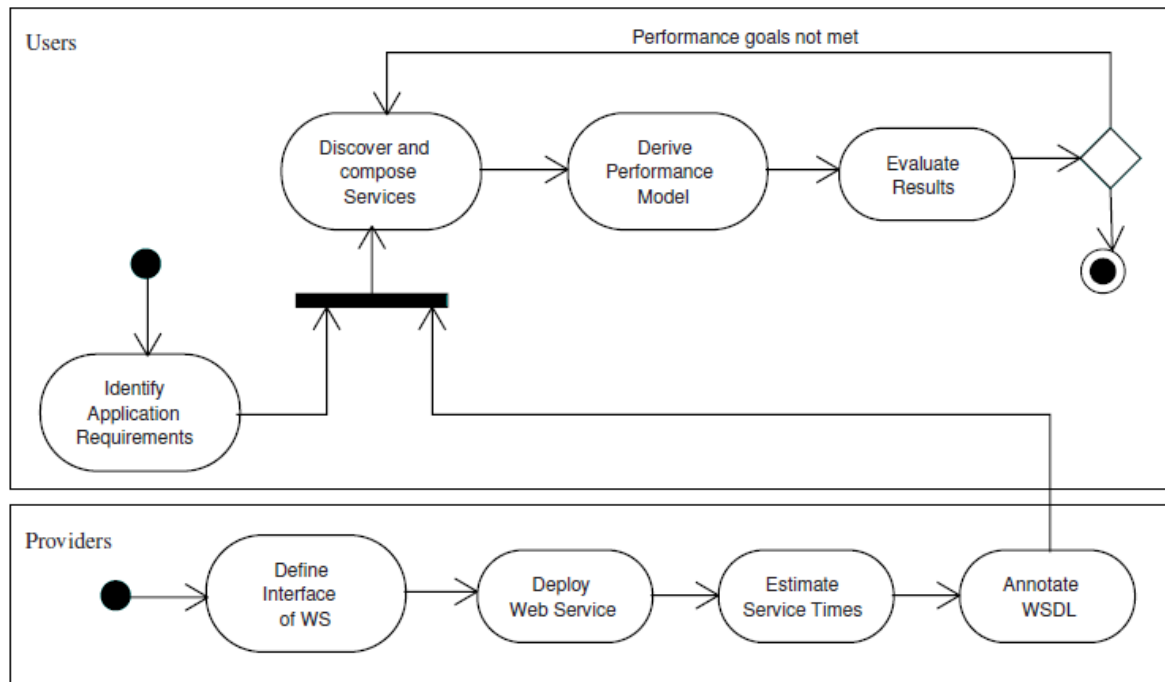 Users
Performance goals not met
Discover and
compose
Services
Derive
Performance
Model
Evaluate
Results
Identify
Application
Requirements
Providers
Define
Interface
of WS
Deploy
Web Service
Estimate
Service Times
Annotate
WSDL